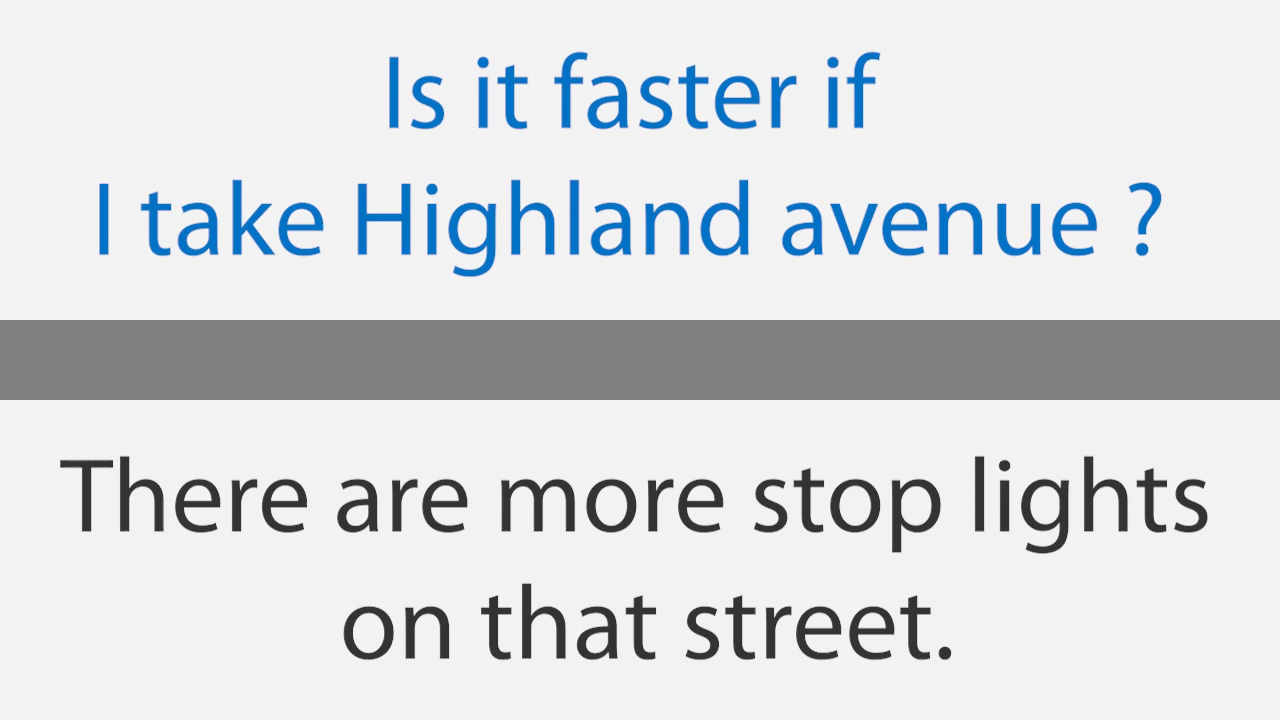 Is it faster if
I take Highland avenue ?
There are more stop lights
on that street.